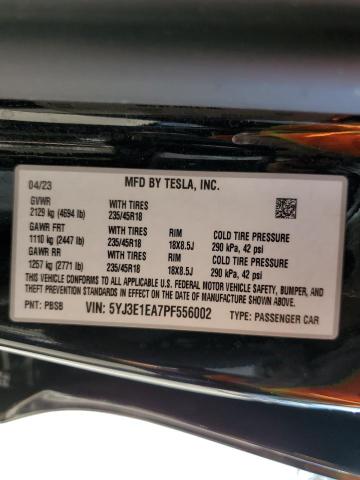 04/23 MFD BY TESLA, INC.
GVWR WITH TIRES
2129 kg (4694 lb) 235/45R18
GAWR FRT WITH TIRES RIM COLD TIRE PRESSURE
1110 kg (2447 lb) 235/45R18 18X8.5J 290 kPa, 42 psi
GAWR RR WITH TIRES RIM COLD TIRE PRESSURE
1257 kg (2771 lb) 235/45R18 18X8.5J 290 kPa, 42 psi
THIS VEHICLE CONFORMS TO ALL APPLICABLE U.S. FEDERAL MOTOR VEHICLE SAFETY, BUMPER, AND
THEFT PREVENTION STANDARDS IN EFFECT ON THE DATE OF MANUFACTURE SHOWN ABOVE.
PNT: PBSB VIN: 5YJ3E1EA7PF556002 TYPE: PASSENGER CAR